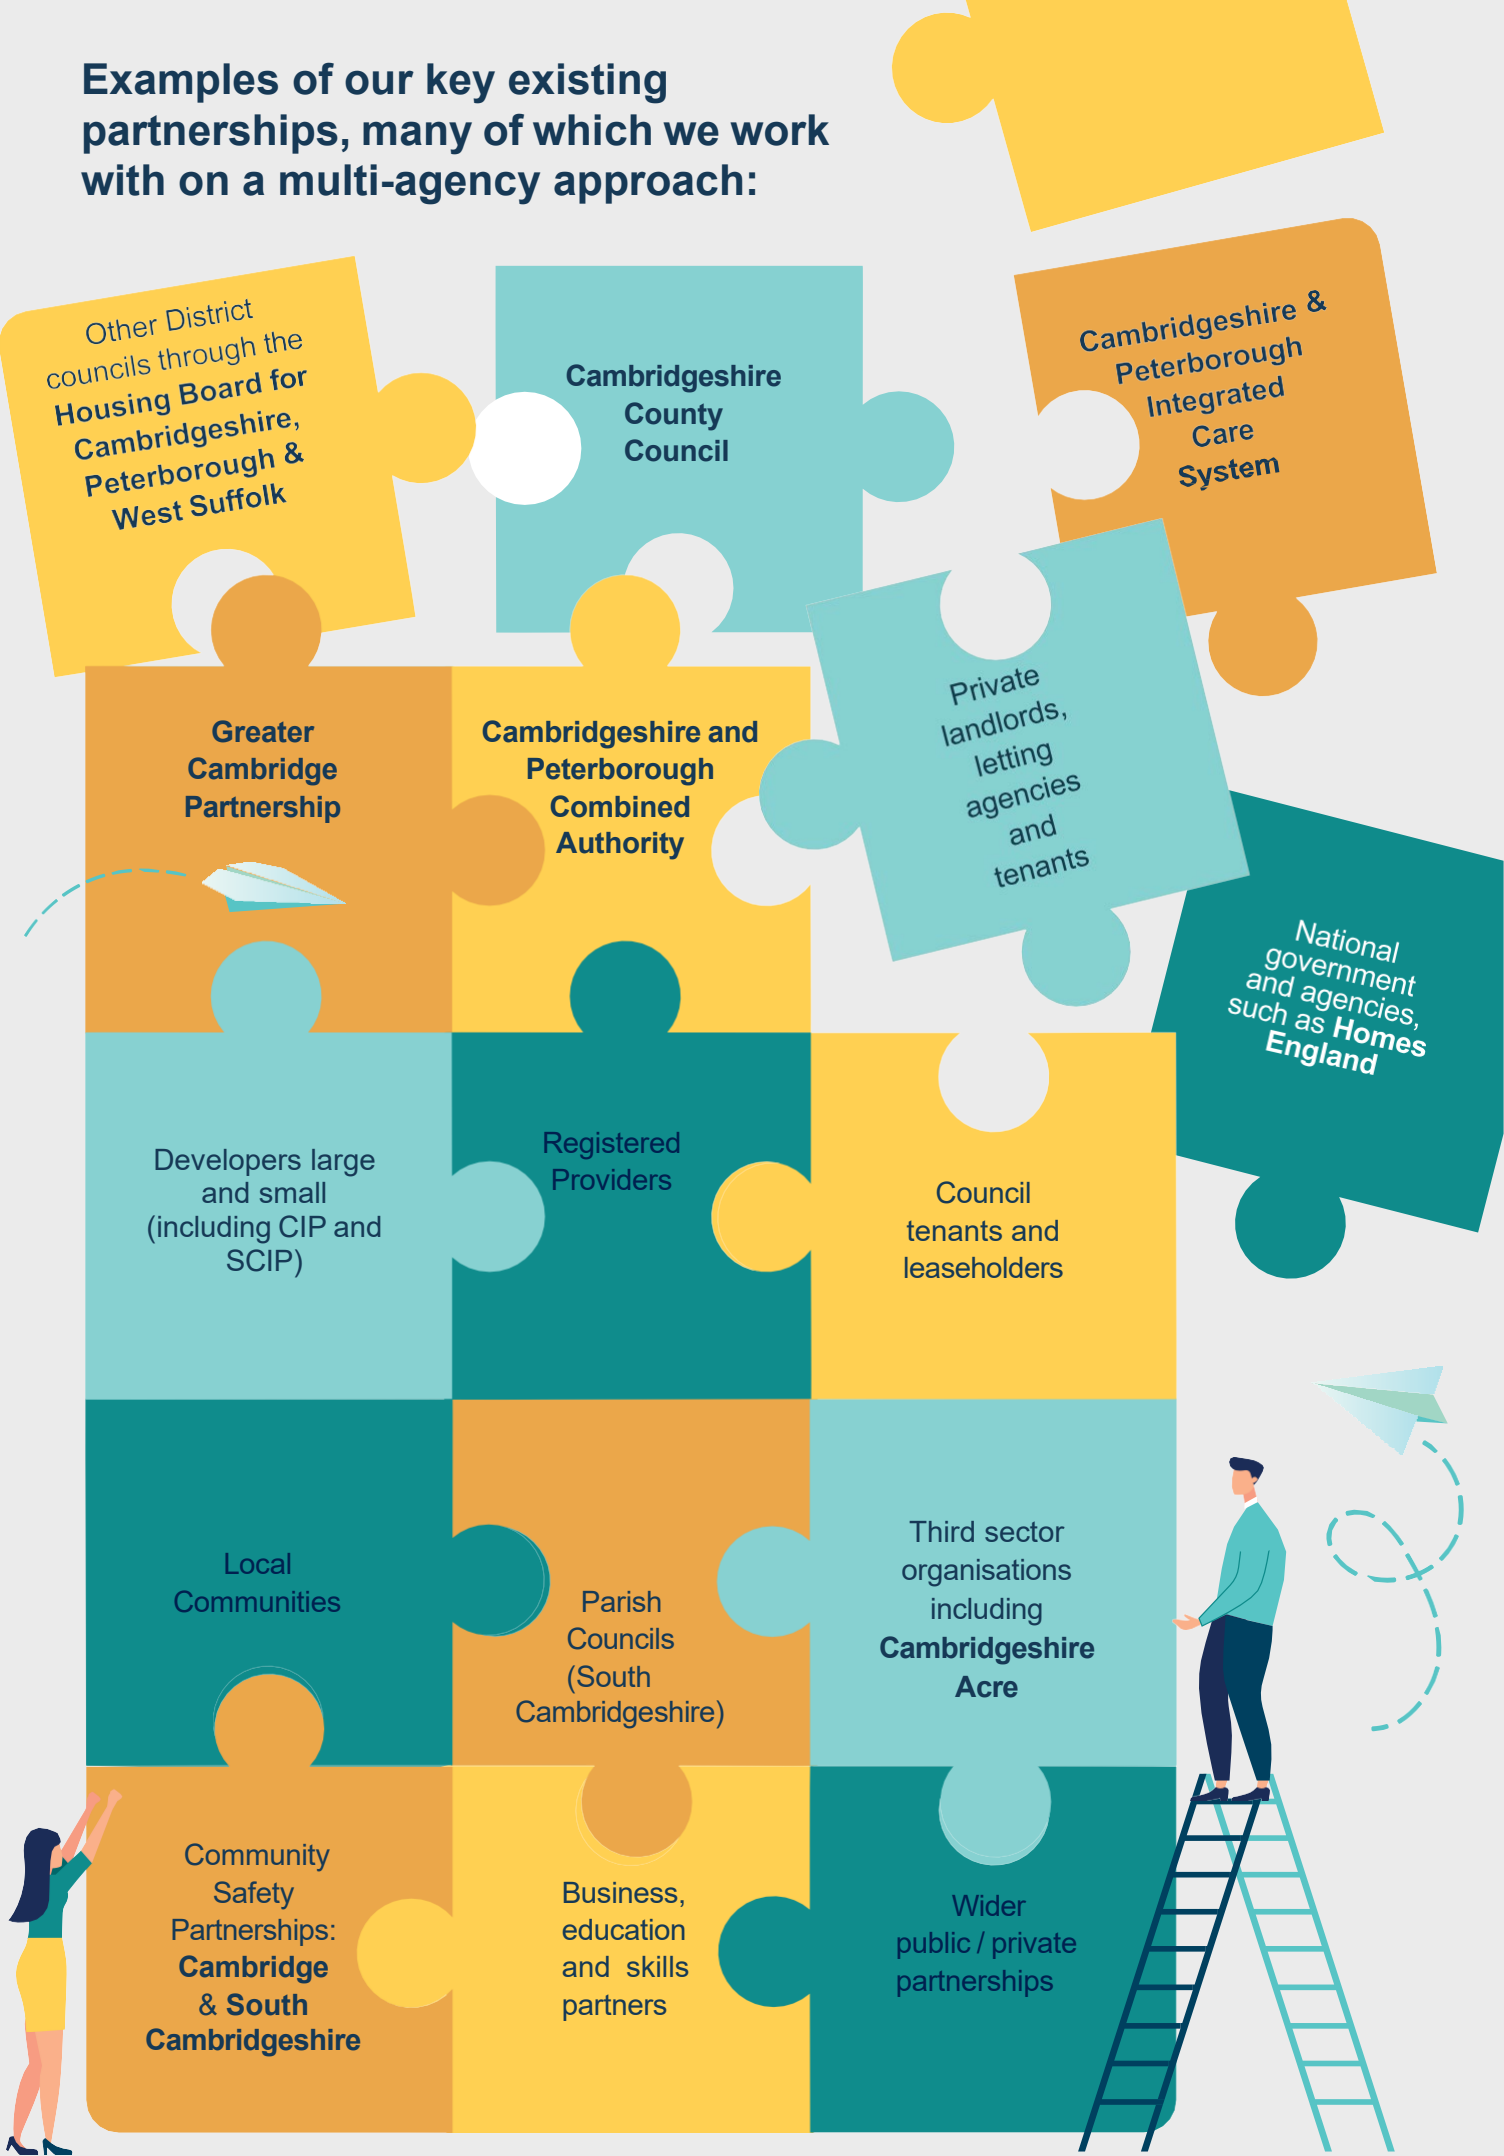 Examples of our key existing
partnerships, many of which we work
with on a multi-agency approach:
Other District
councils through the
Housing Board for
Cambridgeshire,
Peterborough &
West Suffolk
Cambridgeshire
County
Council
Cambridgeshire &
Peterborough
Integrated
Care
System
Greater
Cambridge
Partnership
Cambridgeshire and
Peterborough
Combined
Authority
Private
landlords,
letting
agencies
and
tenants
National
government
and agencies,
such as Homes
England
Developers large
and small
(including CIP and
SCIP)
Registered
Providers
Council
tenants and
leaseholders
Local
Communities
Parish
Councils
(South
Cambridgeshire)
Third sector
organisations
including
Cambridgeshire
Acre
Community
Safety
Partnerships:
Cambridge
& South
Cambridgeshire
Business,
education
and skills
partners
Wider
public / private
partnerships